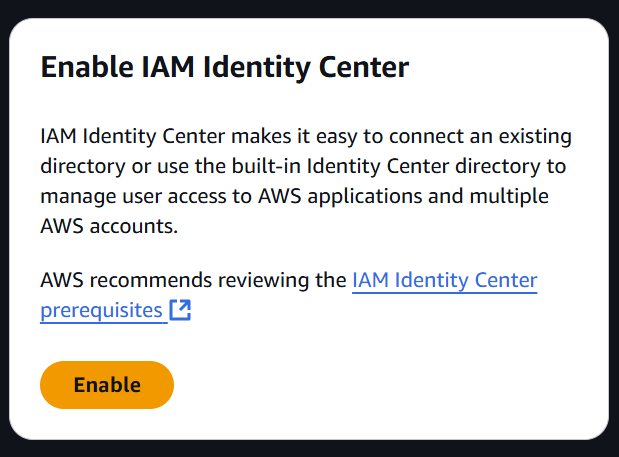 Enable IAM Identity Center
IAM Identity Center makes it easy to connect an existing
directory or use the built-in Identity Center directory to
manage user access to AWS applications and multiple
AWS accounts.
AWS recommends reviewing the IAM Identity Center
prerequisites
Enable